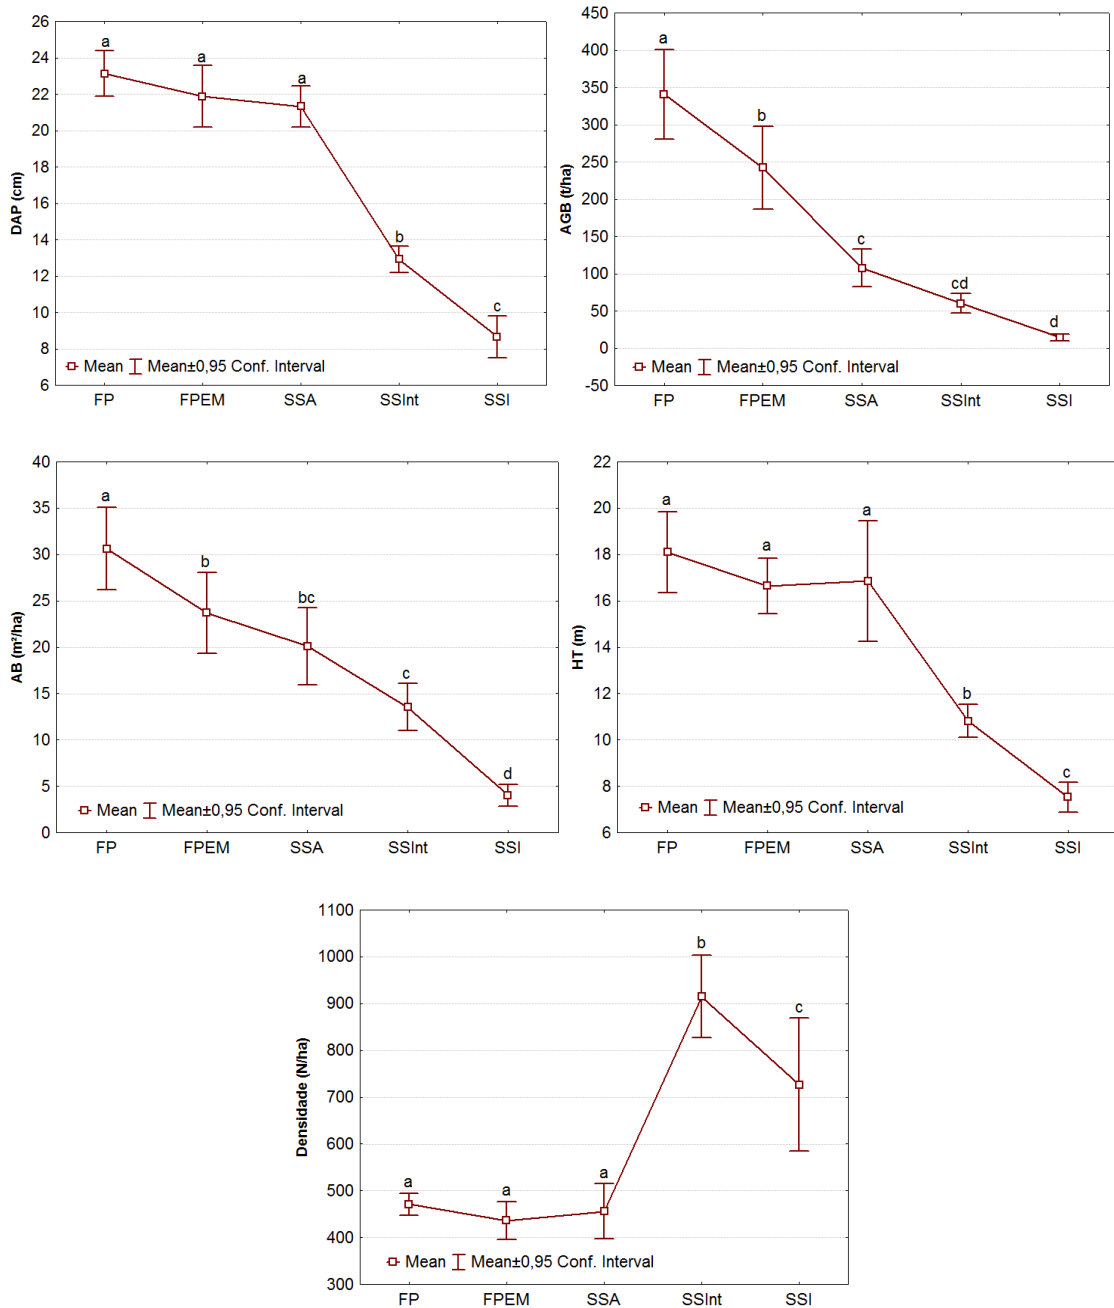 26
24
22
20
18
16
14
12
10
8
6
DAP (cm)
a
a
a
b
c
Mean Mean±0,95 Conf. Interval
FP FPEM SSA SSInt SSI
450
400
350
300
250
200
150
100
50
0
-50
AGB (t/ha)
a
b
c
cd
d
Mean Mean±0,95 Conf. Interval
FP FPEM SSA SSInt SSI
40
35
30
25
20
15
10
5
0
AB (m²/ha)
a
b
bc
c
d
Mean Mean±0,95 Conf. Interval
FP FPEM SSA SSInt SSI
22
20
18
16
14
12
10
8
6
HT (m)
a
a
a
b
c
Mean Mean±0,95 Conf. Interval
FP FPEM SSA SSInt SSI
1100
1000
900
800
700
600
500
400
300
Densidade (N/ha)
a
a
a
b
c
Mean Mean±0,95 Conf. Interval
FP FPEM SSA SSInt SSI